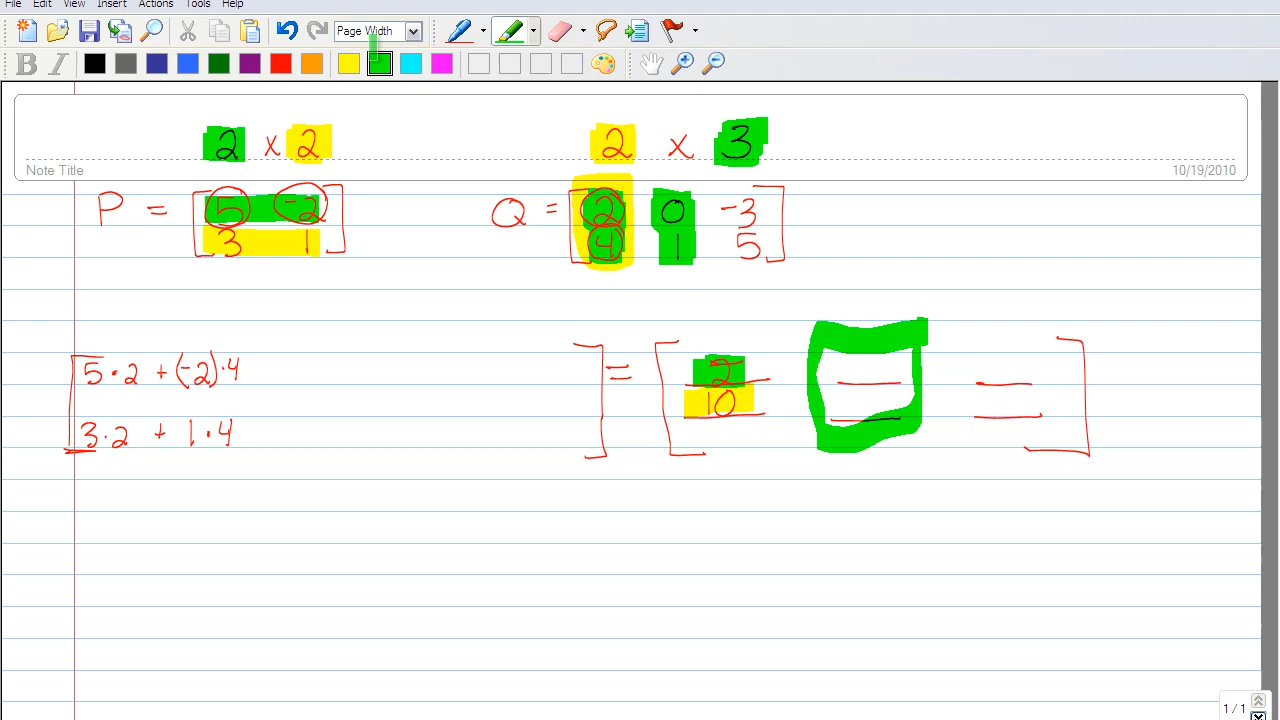 File Edit View Insert Actions Tools Help
Page Width
B I
2 x 2 2 x 3
Note Title 10/19/2010
P = [ 5 -2 Q = [ 2 0 -3 ]
3 1 ] 4 1 5 ]
[ 5 · 2 + (-2) · 4 ] = [ 2
10 ]
3 · 2 + 1 · 4
1 / 1